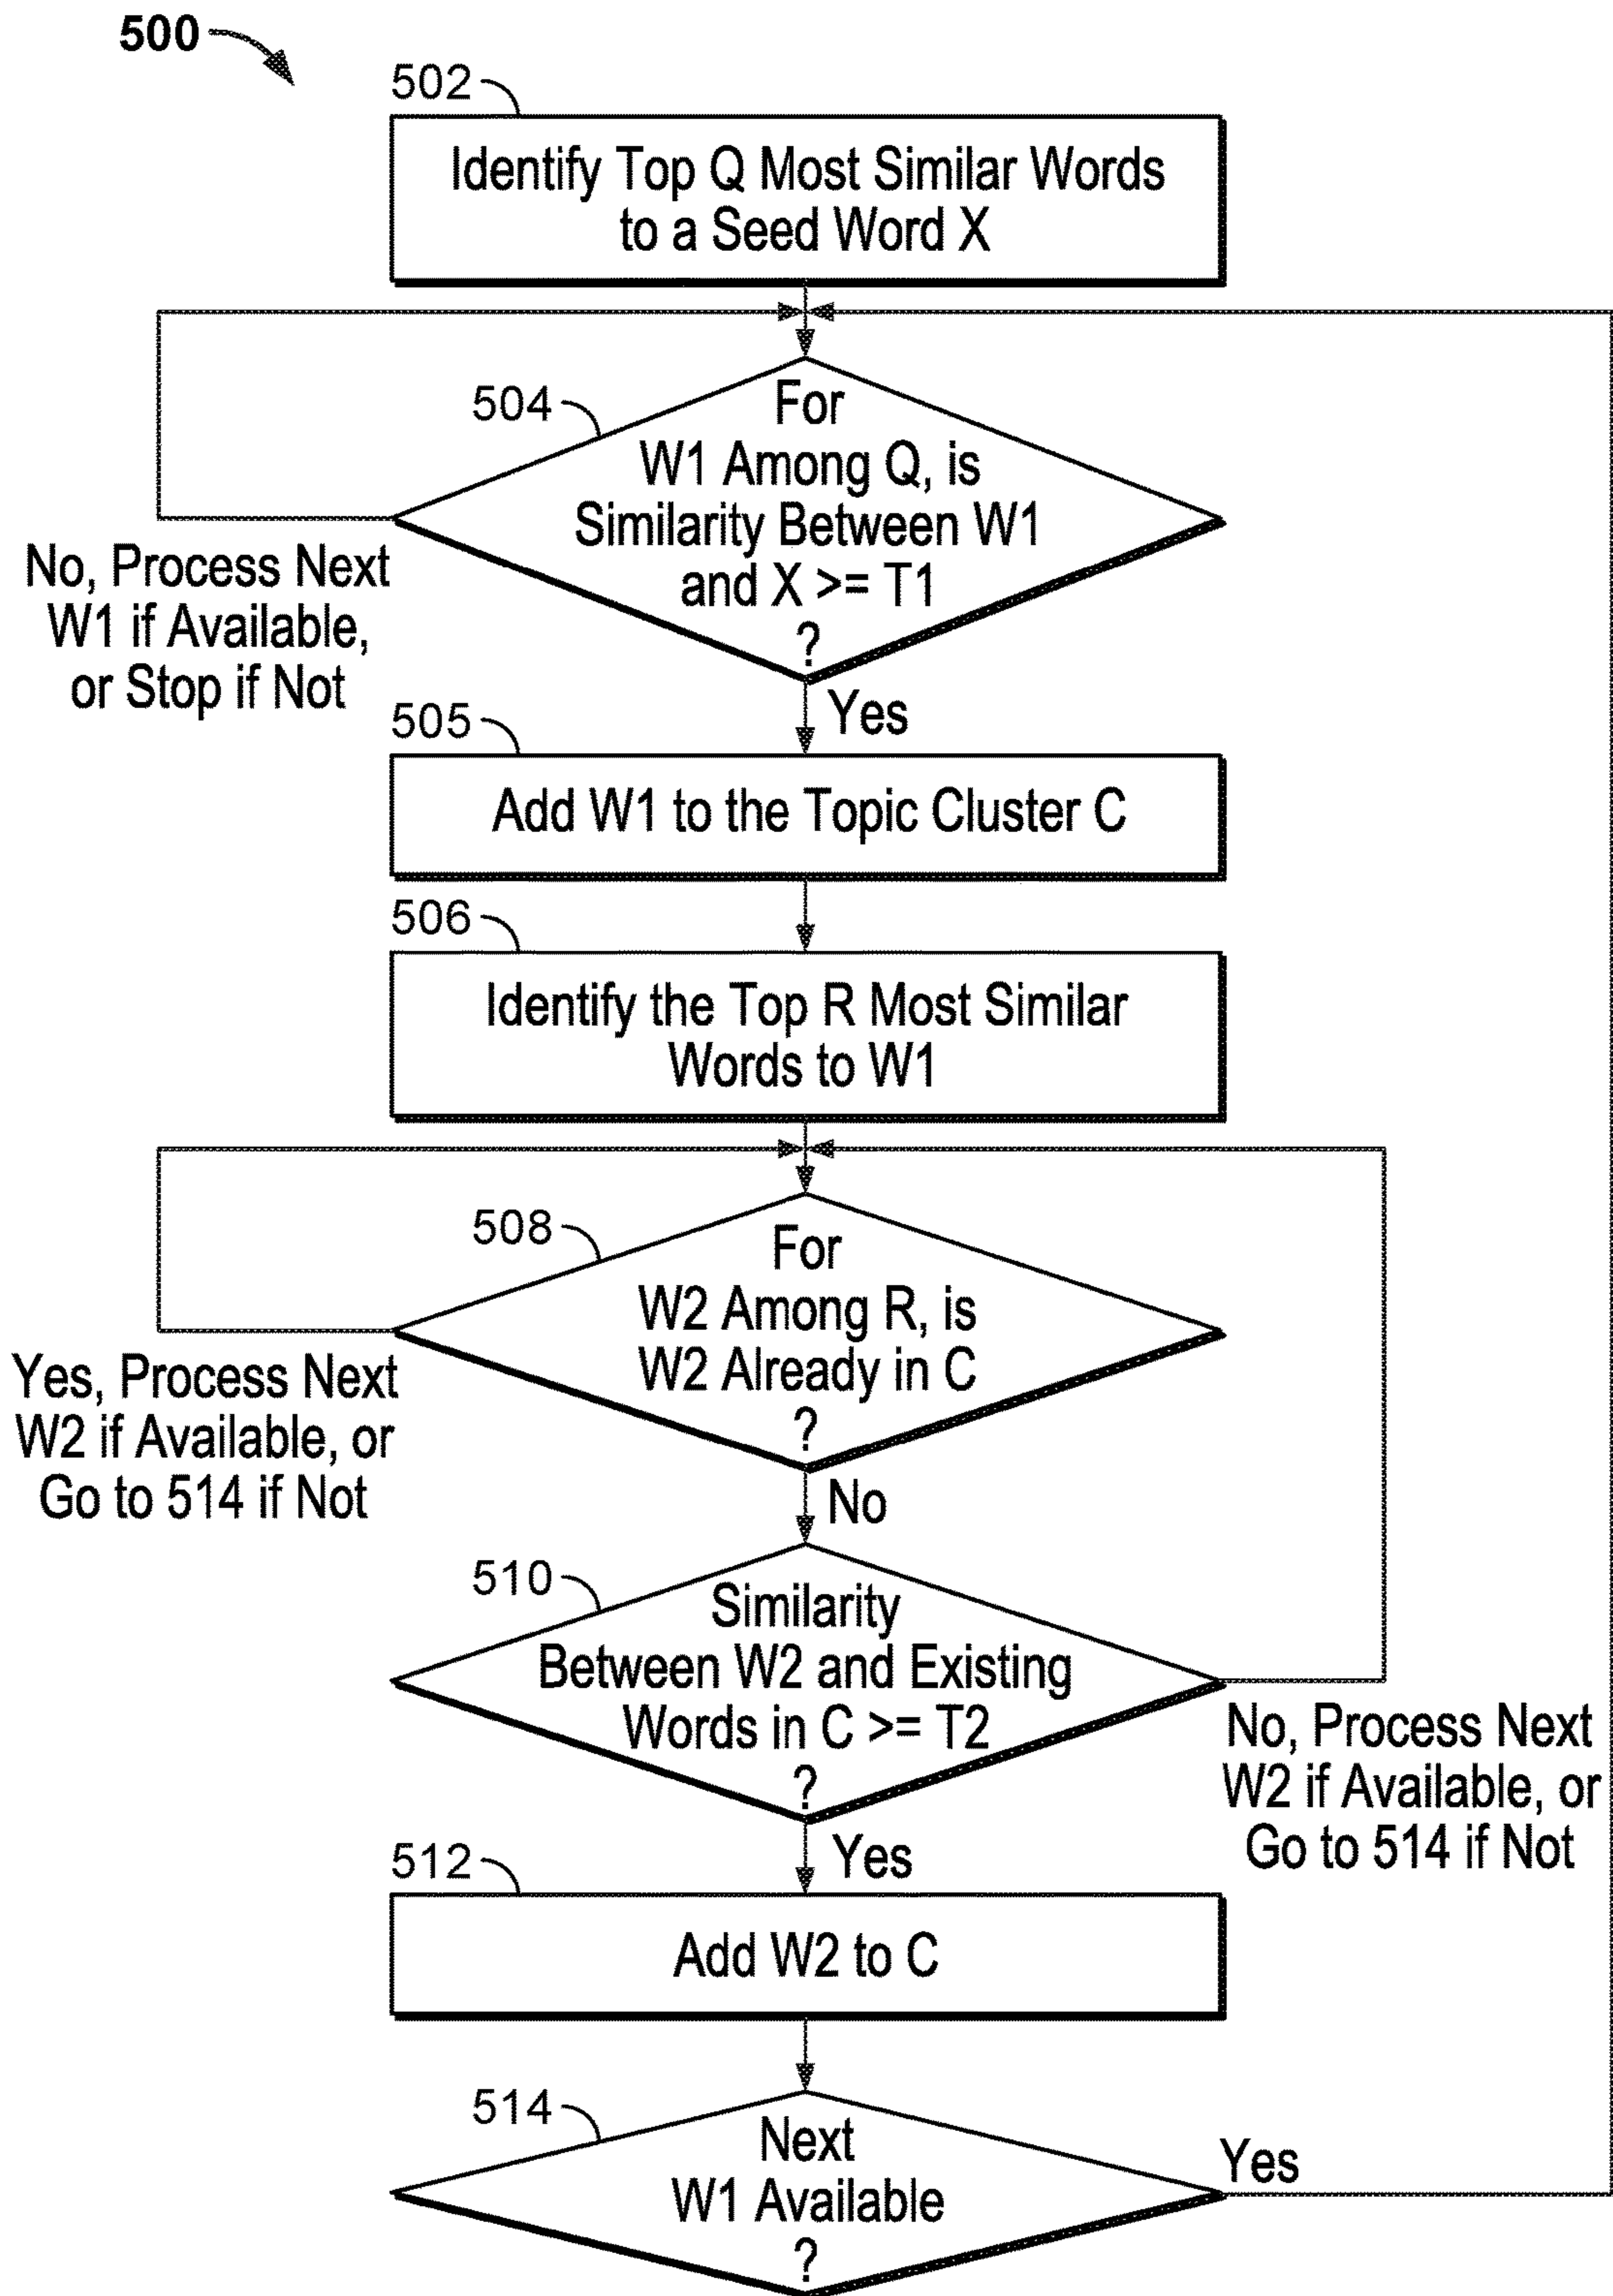 500
502
Identify Top Q Most Similar Words
to a Seed Word X
504
For
W1 Among Q, is
Similarity Between W1
and X >= T1
?
No, Process Next
W1 if Available,
or Stop if Not
Yes
505
Add W1 to the Topic Cluster C
506
Identify the Top R Most Similar
Words to W1
508
For
W2 Among R, is
W2 Already in C
?
Yes, Process Next
W2 if Available, or
Go to 514 if Not
No
510
Similarity
Between W2 and Existing
Words in C >= T2
?
No, Process Next
W2 if Available, or
Go to 514 if Not
Yes
512
Add W2 to C
514
Next
W1 Available
?
Yes